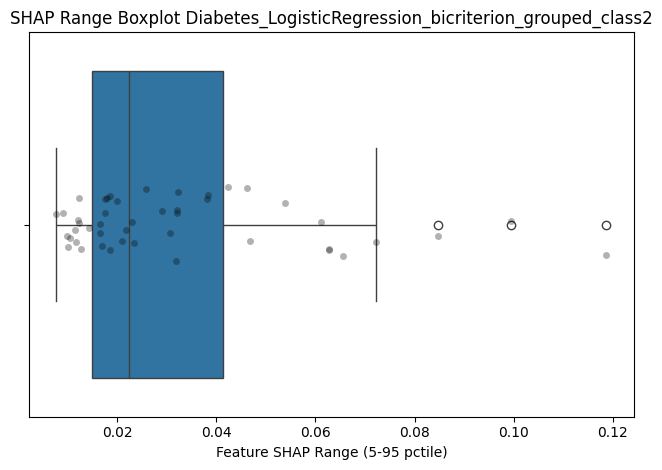 SHAP Range Boxplot Diabetes_LogisticRegression_bicriterion_grouped_class2
0.02 0.04 0.06 0.08 0.10 0.12
Feature SHAP Range (5-95 pctile)